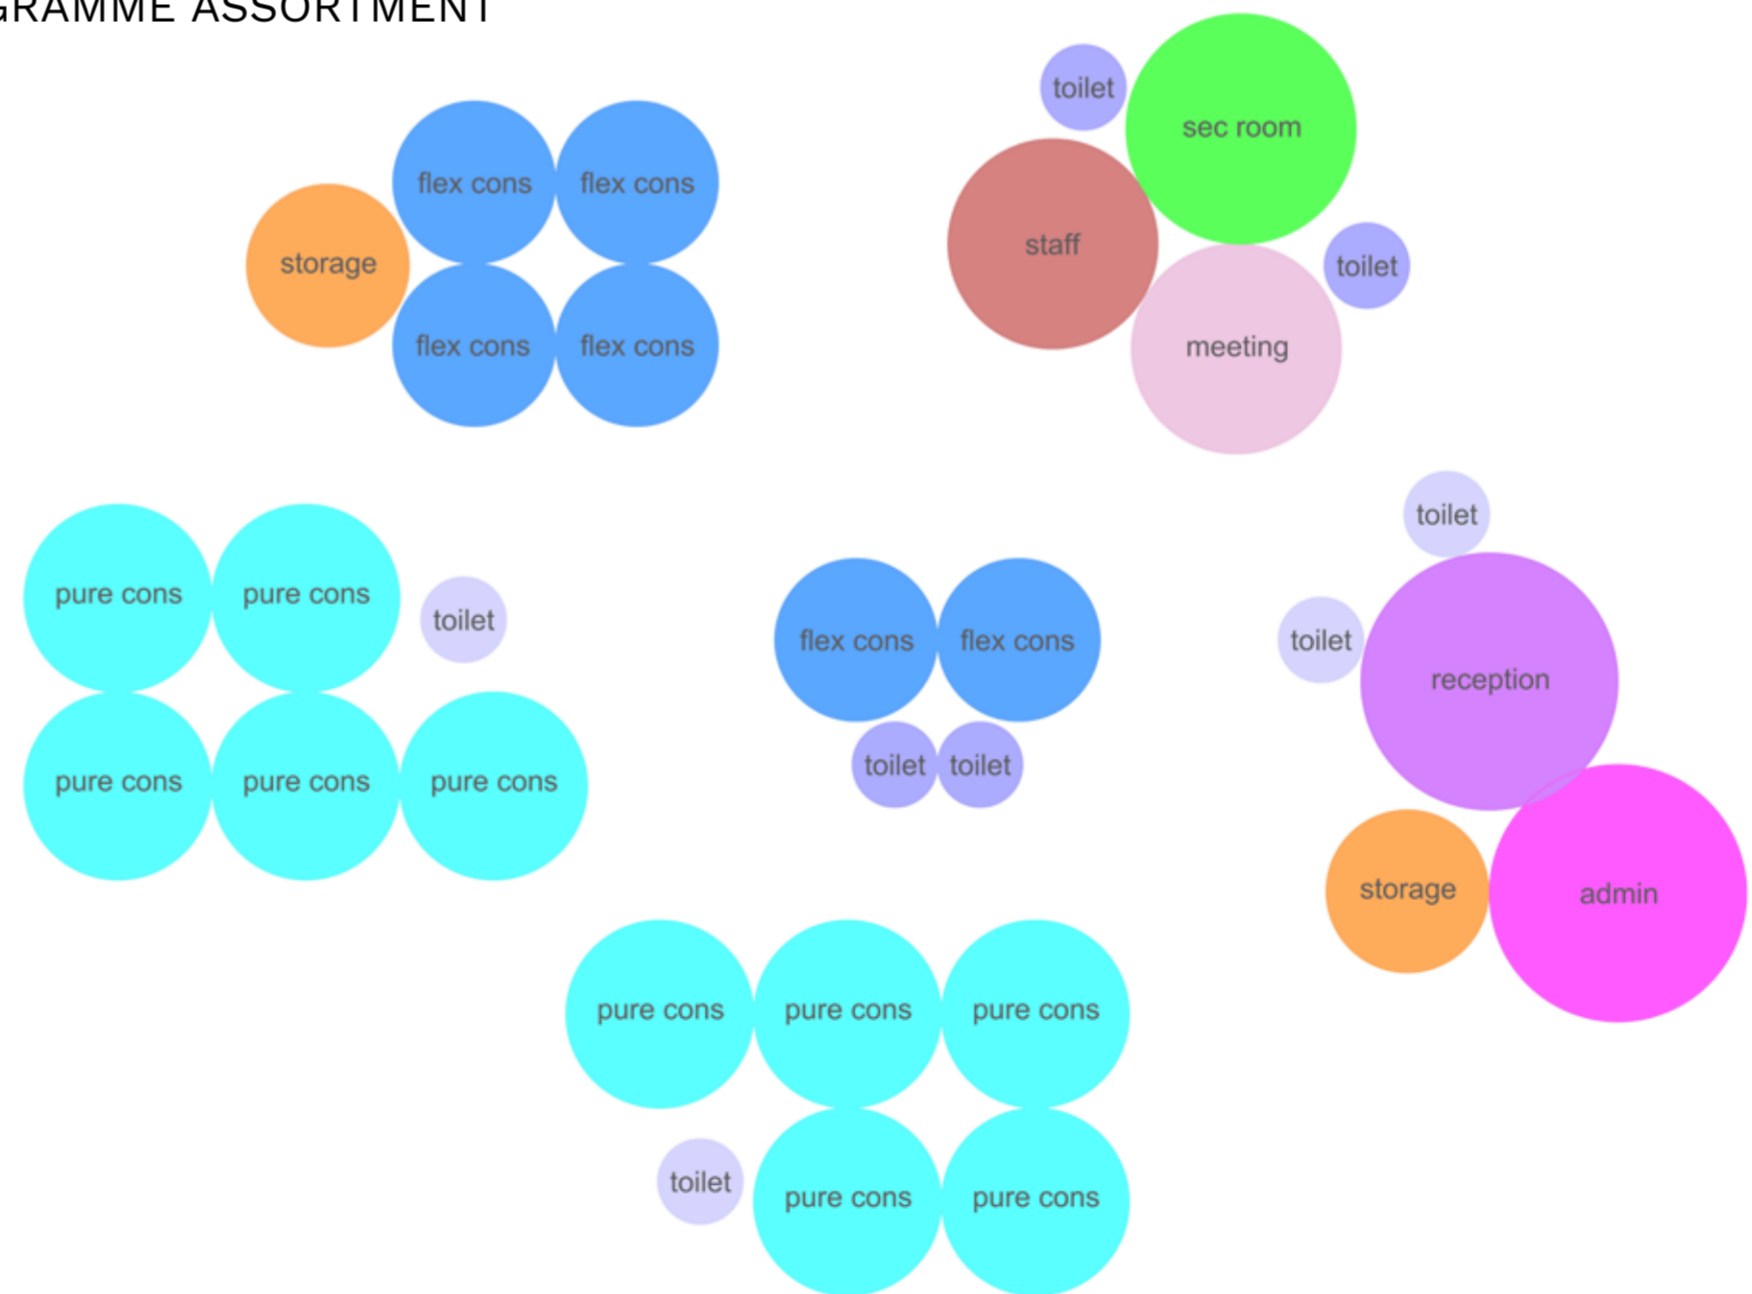 GRAMME ASSORTMENT
toilet
sec room
flex cons
flex cons
storage
staff
toilet
flex cons
flex cons
meeting
toilet
pure cons
pure cons
toilet
flex cons
flex cons
toilet
reception
pure cons
pure cons
pure cons
toilet
toilet
storage
admin
pure cons
pure cons
pure cons
toilet
pure cons
pure cons